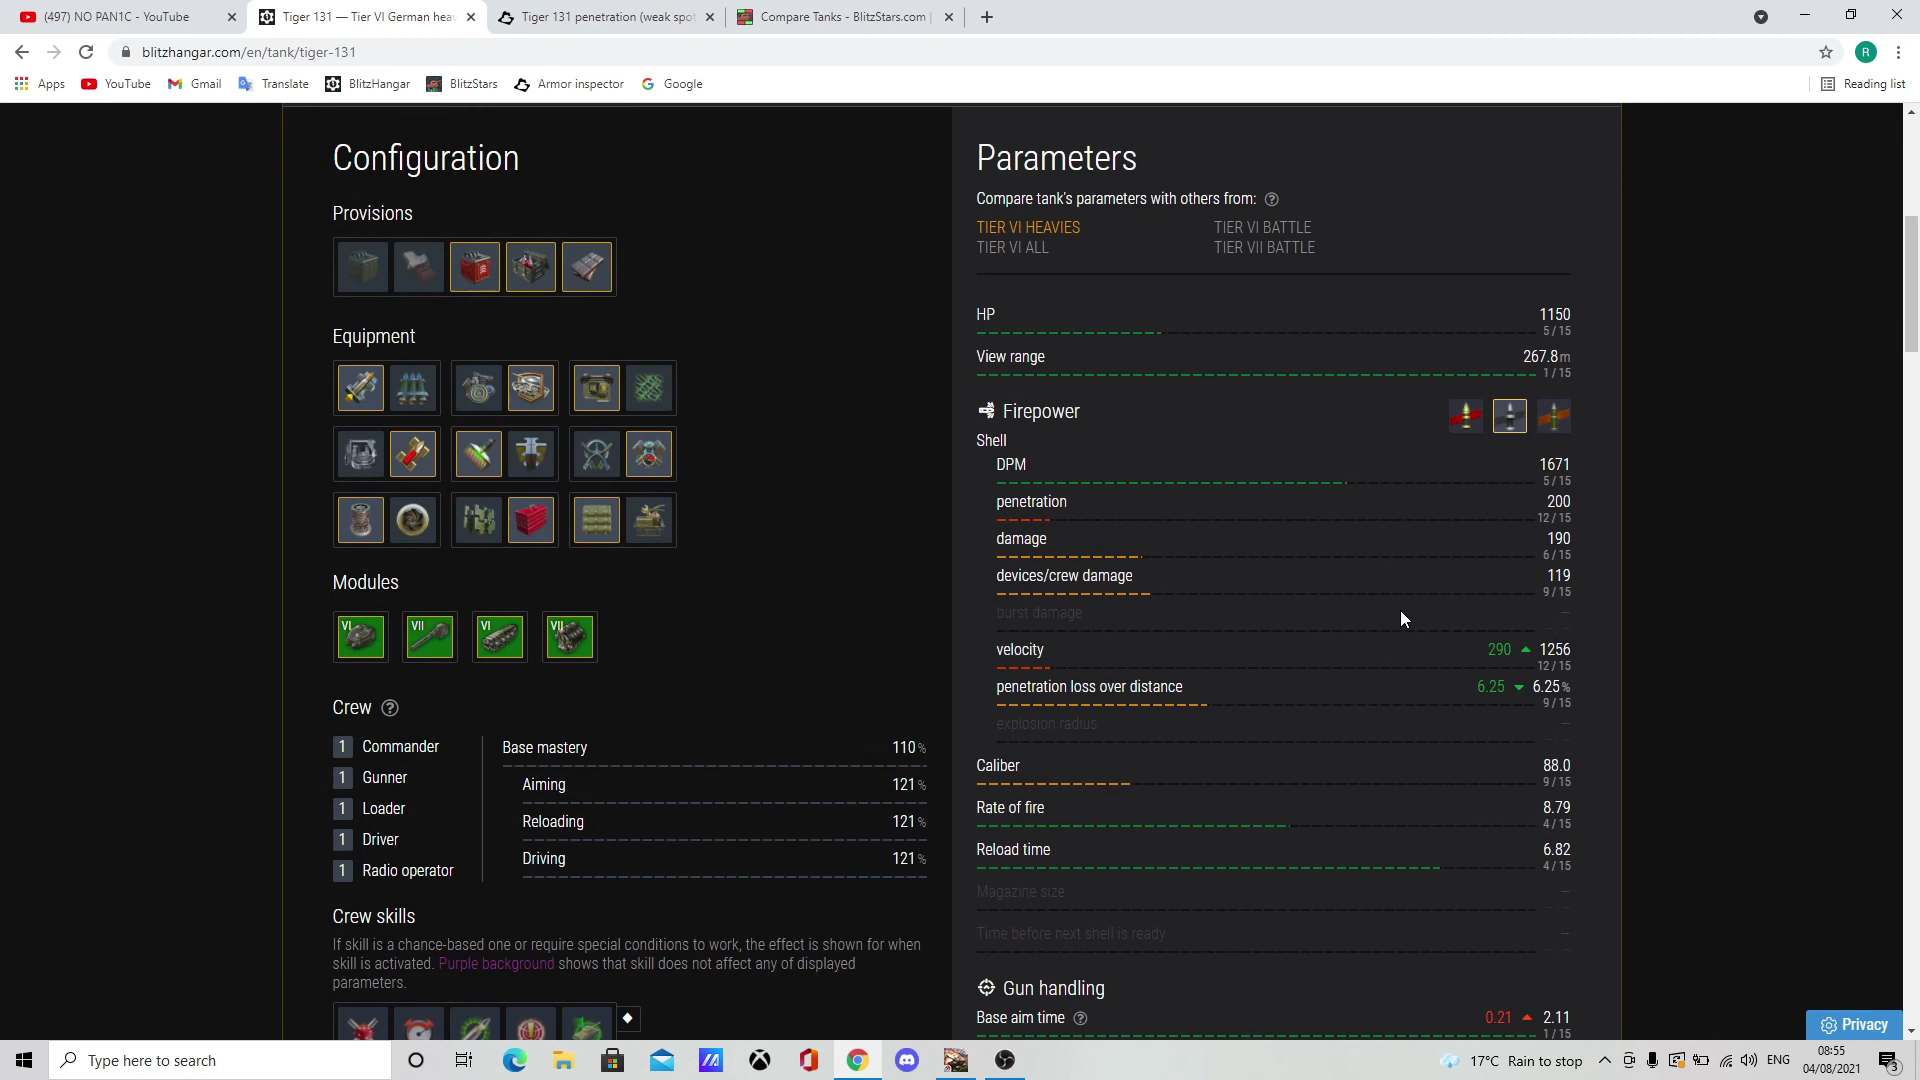 (497) NO PAN1C - YouTube
Tiger 131 — Tier VI German heav
Tiger 131 penetration (weak spot
Compare Tanks - BlitzStars.com |
blitzhangar.com/en/tank/tiger-131
R
Apps YouTube Gmail Translate BlitzHangar BlitzStars Armor inspector Google Reading list
Configuration
Provisions
Equipment
Modules
VI VII VI VII
Crew ?
1 Commander
1 Gunner
1 Loader
1 Driver
1 Radio operator
Base mastery 110%
Aiming 121%
Reloading 121%
Driving 121%
Crew skills
If skill is a chance-based one or require special conditions to work, the effect is shown for when
skill is activated. Purple background shows that skill does not affect any of displayed
parameters.
Parameters
Compare tank's parameters with others from: ?
TIER VI HEAVIES TIER VI BATTLE
TIER VI ALL TIER VII BATTLE
HP 1150
5 / 15
View range 267.8 m
1 / 15
Firepower
Shell
DPM 1671
5 / 15
penetration 200
12 / 15
damage 190
6 / 15
devices/crew damage 119
9 / 15
burst damage —
velocity 290 1256
12 / 15
penetration loss over distance 6.25 6.25%
9 / 15
explosion radius —
Caliber 88.0
9 / 15
Rate of fire 8.79
4 / 15
Reload time 6.82
4 / 15
Magazine size —
Time before next shell is ready —
Gun handling
Base aim time ? 0.21 2.11
1 / 15
Privacy
Type here to search
17°C Rain to stop
ENG
08:55
04/08/2021
3